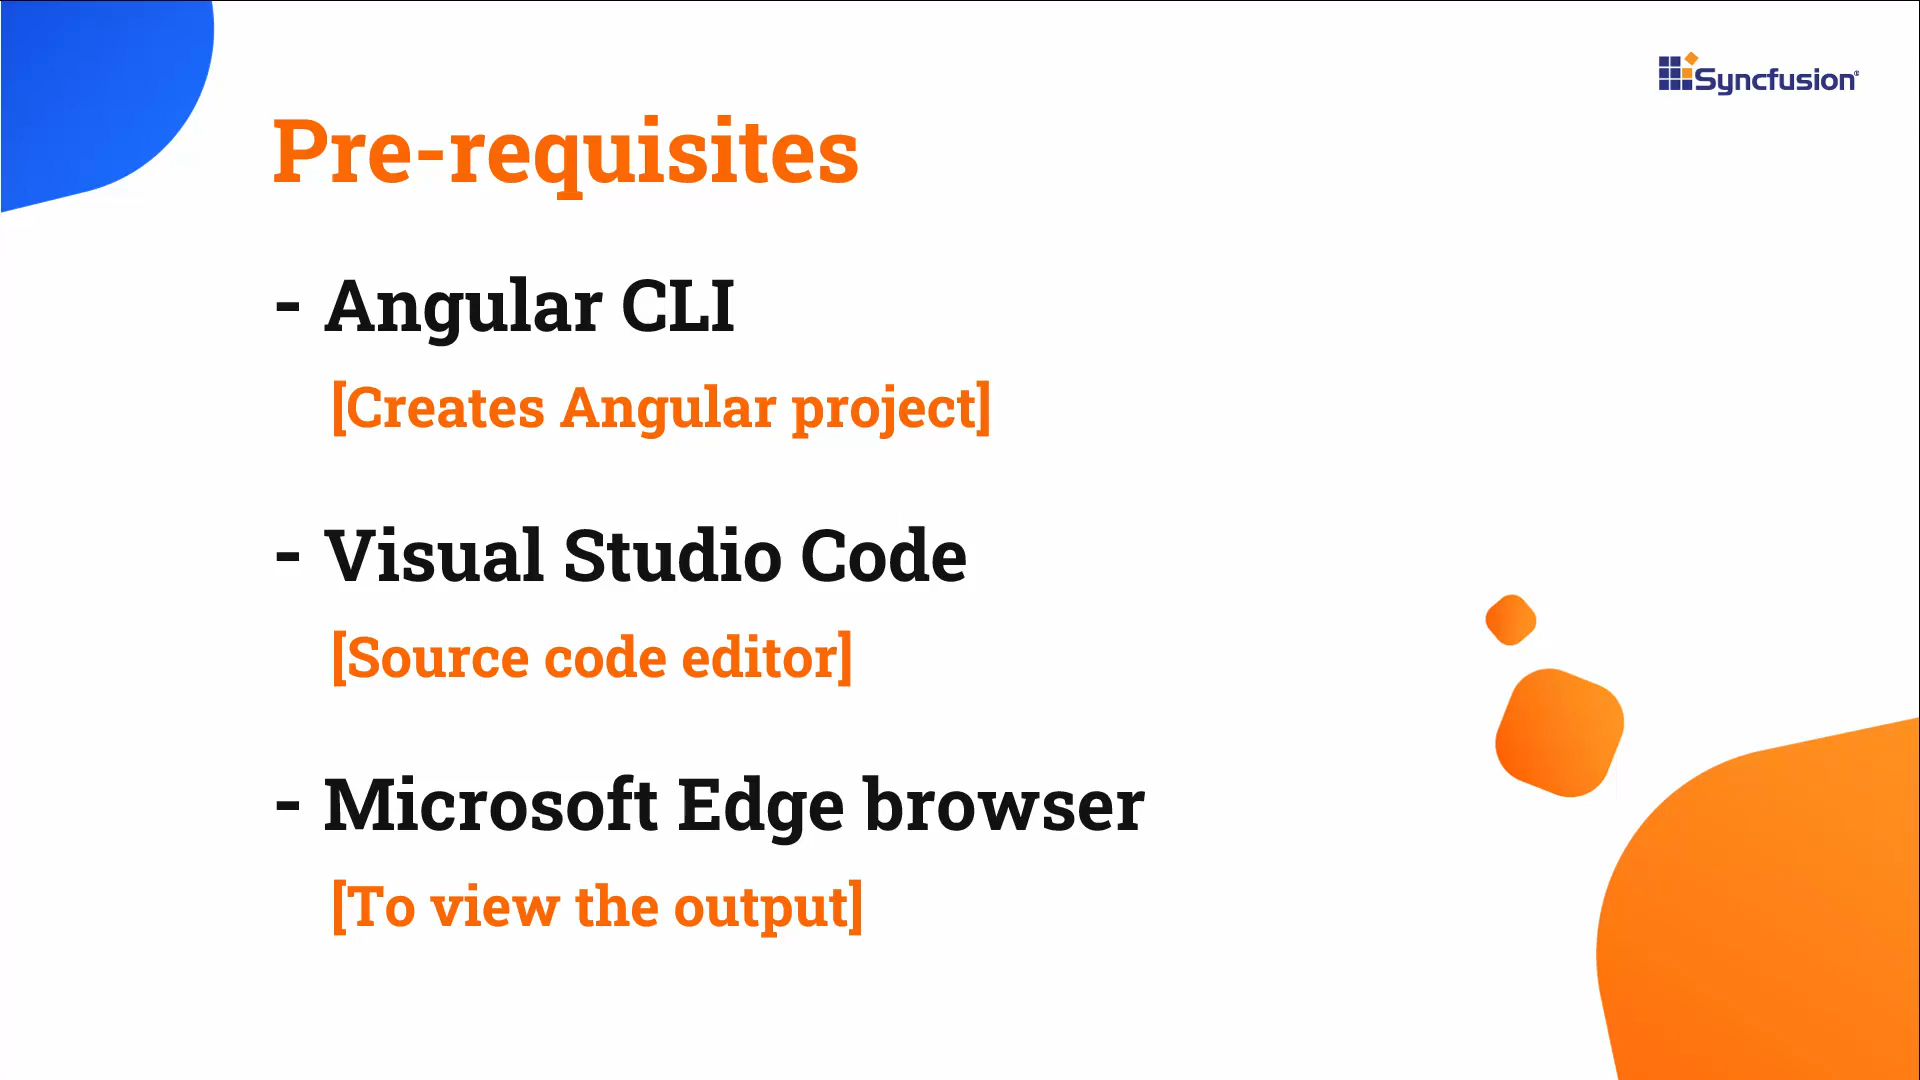 Syncfusion
Pre-requisites
- Angular CLI
[Creates Angular project]
- Visual Studio Code
[Source code editor]
- Microsoft Edge browser
[To view the output]